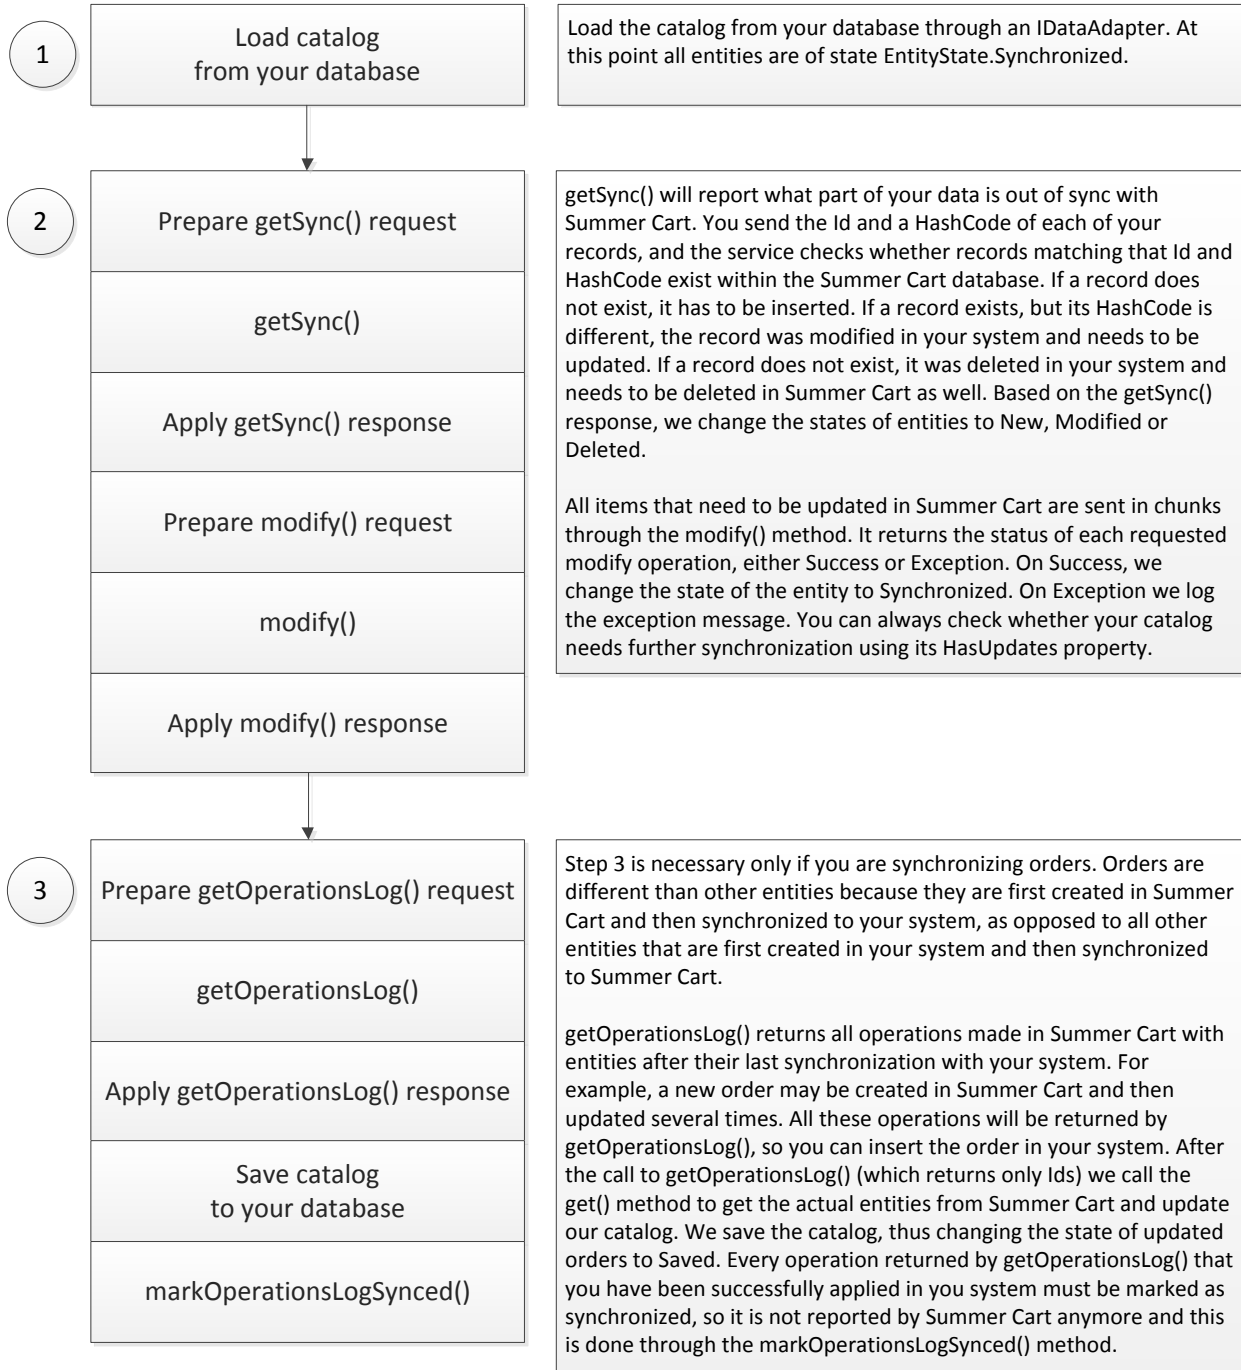 1
Load catalog
from your database
Load the catalog from your database through an IDataAdapter. At
this point all entities are of state EntityState.Synchronized.
2
Prepare getSync() request
getSync()
Apply getSync() response
Prepare modify() request
modify()
Apply modify() response
getSync() will report what part of your data is out of sync with
Summer Cart. You send the Id and a HashCode of each of your
records, and the service checks whether records matching that Id and
HashCode exist within the Summer Cart database. If a record does
not exist, it has to be inserted. If a record exists, but its HashCode is
different, the record was modified in your system and needs to be
updated. If a record does not exist, it was deleted in your system and
needs to be deleted in Summer Cart as well. Based on the getSync()
response, we change the states of entities to New, Modified or
Deleted.
All items that need to be updated in Summer Cart are sent in chunks
through the modify() method. It returns the status of each requested
modify operation, either Success or Exception. On Success, we
change the state of the entity to Synchronized. On Exception we log
the exception message. You can always check whether your catalog
needs further synchronization using its HasUpdates property.
3
Prepare getOperationsLog() request
getOperationsLog()
Apply getOperationsLog() response
Save catalog
to your database
markOperationsLogSynced()
Step 3 is necessary only if you are synchronizing orders. Orders are
different than other entities because they are first created in Summer
Cart and then synchronized to your system, as opposed to all other
entities that are first created in your system and then synchronized
to Summer Cart.
getOperationsLog() returns all operations made in Summer Cart with
entities after their last synchronization with your system. For
example, a new order may be created in Summer Cart and then
updated several times. All these operations will be returned by
getOperationsLog(), so you can insert the order in your system. After
the call to getOperationsLog() (which returns only Ids) we call the
get() method to get the actual entities from Summer Cart and update
our catalog. We save the catalog, thus changing the state of updated
orders to Saved. Every operation returned by getOperationsLog() that
you have been successfully applied in you system must be marked as
synchronized, so it is not reported by Summer Cart anymore and this
is done through the markOperationsLogSynced() method.